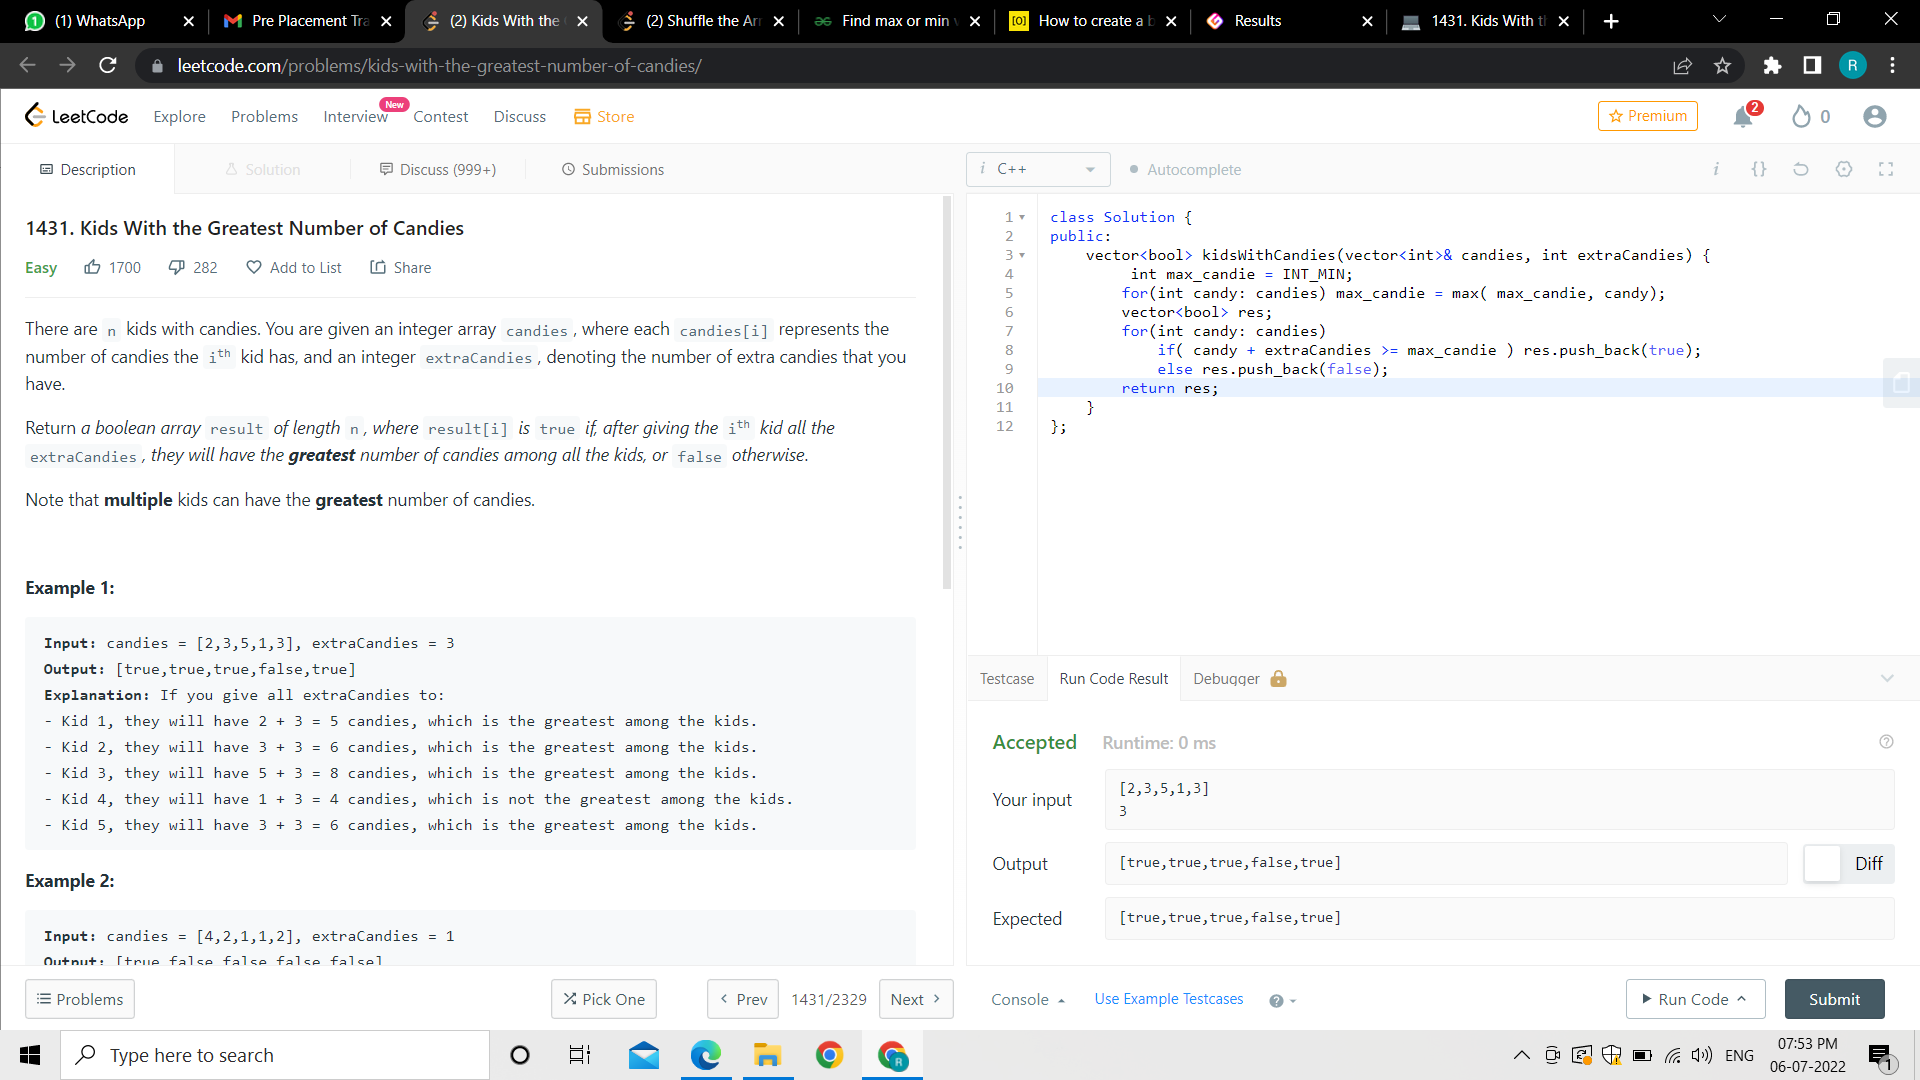 (1) WhatsApp
Pre Placement Tra
(2) Kids With the
(2) Shuffle the Arr
Find max or min v
How to create a b
Results
1431. Kids With th
leetcode.com/problems/kids-with-the-greatest-number-of-candies/
R
LeetCode
Explore
Problems
Interview
New
Contest
Discuss
Store
Premium
2
0
Description
Solution
Discuss (999+)
Submissions
C++
Autocomplete
1431. Kids With the Greatest Number of Candies
Easy
1700
282
Add to List
Share
There are n kids with candies. You are given an integer array candies , where each candies[i] represents the
number of candies the ith kid has, and an integer extraCandies , denoting the number of extra candies that you
have.
Return a boolean array result of length n , where result[i] is true if, after giving the ith kid all the
extraCandies , they will have the greatest number of candies among all the kids, or false otherwise.
Note that multiple kids can have the greatest number of candies.
Example 1:
Input: candies = [2,3,5,1,3], extraCandies = 3
Output: [true,true,true,false,true]
Explanation: If you give all extraCandies to:
- Kid 1, they will have 2 + 3 = 5 candies, which is the greatest among the kids.
- Kid 2, they will have 3 + 3 = 6 candies, which is the greatest among the kids.
- Kid 3, they will have 5 + 3 = 8 candies, which is the greatest among the kids.
- Kid 4, they will have 1 + 3 = 4 candies, which is not the greatest among the kids.
- Kid 5, they will have 3 + 3 = 6 candies, which is the greatest among the kids.
Example 2:
Input: candies = [4,2,1,1,2], extraCandies = 1
Output: [true,false,false,false,false]
1 class Solution {
2 public:
3 vector<bool> kidsWithCandies(vector<int>& candies, int extraCandies) {
4 int max_candie = INT_MIN;
5 for(int candy: candies) max_candie = max( max_candie, candy);
6 vector<bool> res;
7 for(int candy: candies)
8 if( candy + extraCandies >= max_candie ) res.push_back(true);
9 else res.push_back(false);
10 return res;
11 }
12 };
Testcase
Run Code Result
Debugger
Accepted
Runtime: 0 ms
Your input
[2,3,5,1,3]
3
Output
[true,true,true,false,true]
Diff
Expected
[true,true,true,false,true]
Problems
Pick One
Prev
1431/2329
Next
Console
Use Example Testcases
Run Code
Submit
Type here to search
R
ENG
07:53 PM
06-07-2022
1